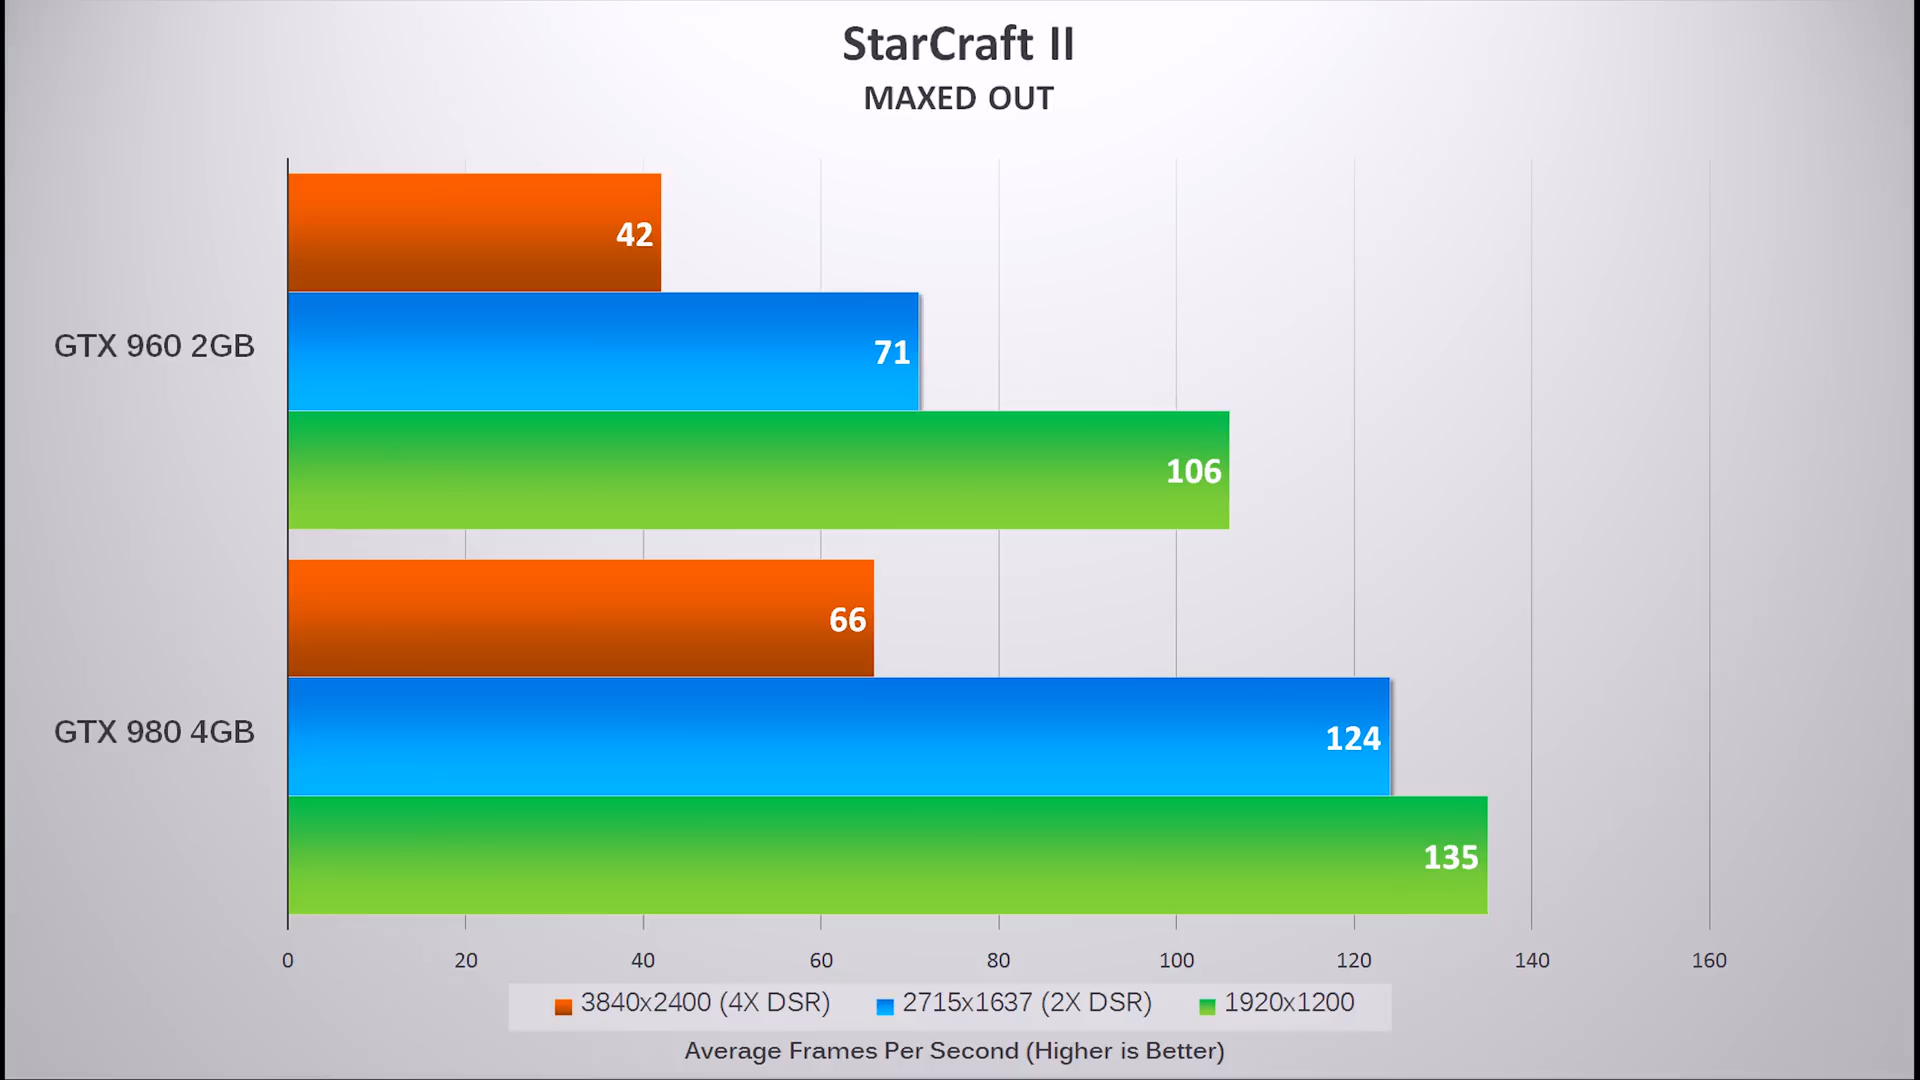 StarCraft II
MAXED OUT
42
GTX 960 2GB
71
106
66
GTX 980 4GB
124
135
0 20 40 60 80 100 120 140 160
3840x2400 (4X DSR) 2715x1637 (2X DSR) 1920x1200
Average Frames Per Second (Higher is Better)